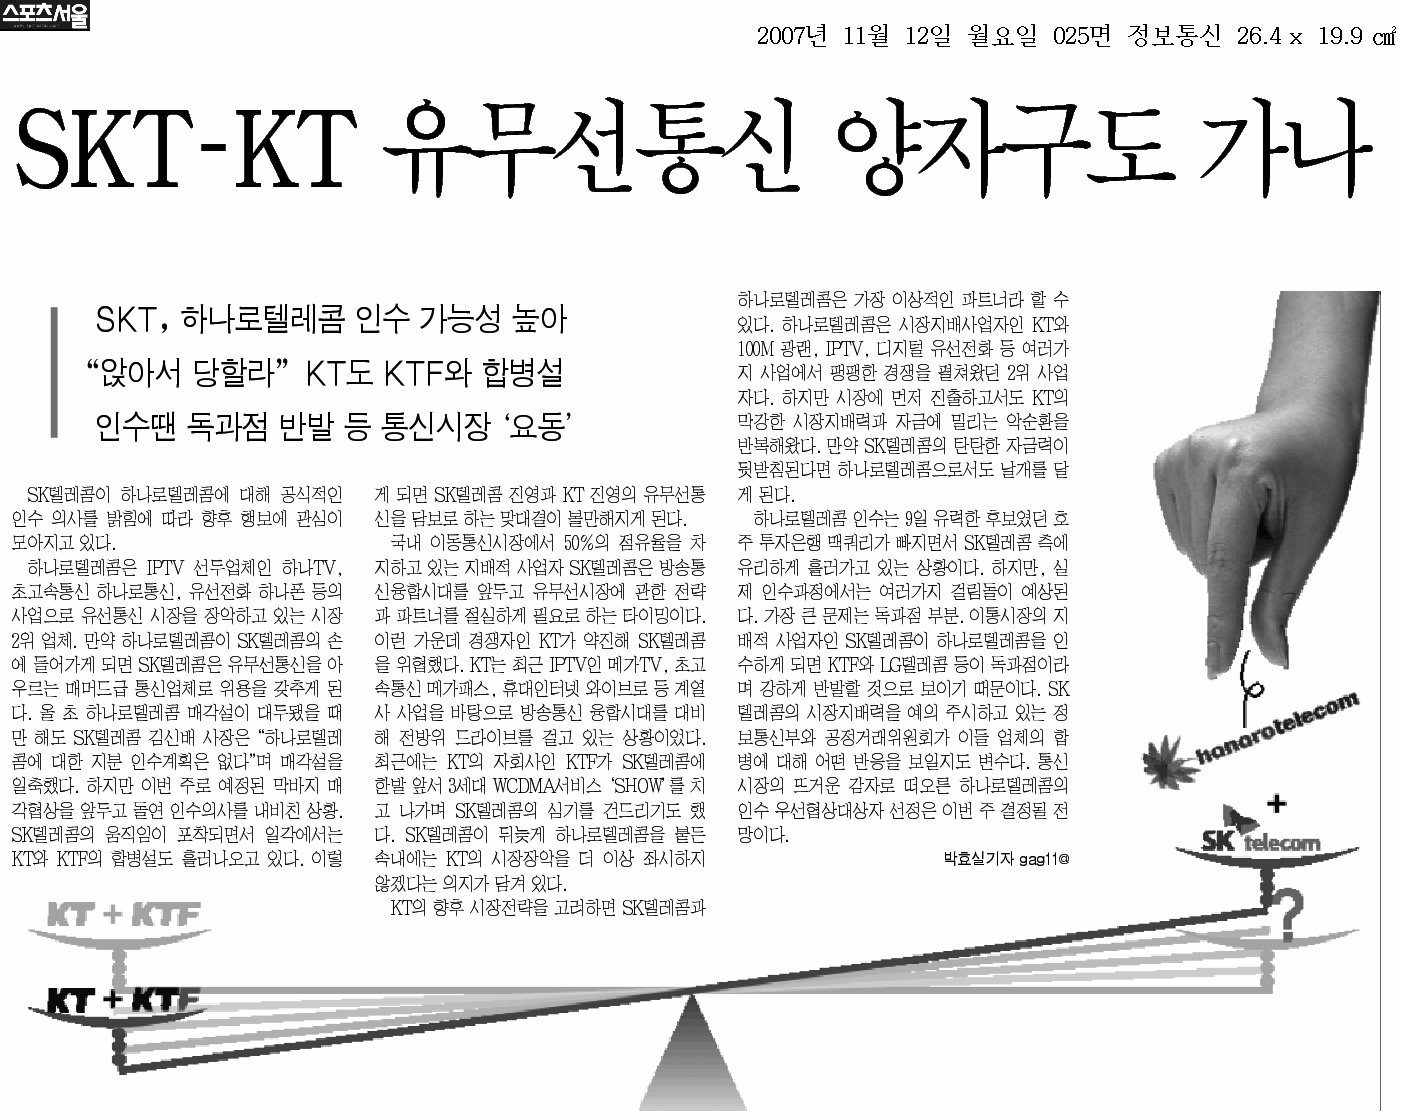 스포츠서울
2007년 11월 12일 월요일 025면 정보통신 26.4 x 19.9 ㎠
SKT-KT 유무선통신 양자구도 가나
SKT, 하나로텔레콤 인수 가능성 높아
“앉아서 당할라” KT도 KTF와 합병설
인수땐 독과점 반발 등 통신시장 ‘요동’
SK텔레콤이 하나로텔레콤에 대해 공식적인
인수 의사를 밝힘에 따라 향후 행보에 관심이
모아지고 있다.
하나로텔레콤은 IPTV 선두업체인 하나TV,
초고속통신 하나로통신, 유선전화 하나폰 등의
사업으로 유선통신 시장을 장악하고 있는 시장
2위 업체. 만약 하나로텔레콤이 SK텔레콤의 손
에 들어가게 되면 SK텔레콤은 유무선통신을 아
우르는 매머드급 통신업체로 위용을 갖추게 된
다. 올 초 하나로텔레콤 매각설이 대두됐을 때
만 해도 SK텔레콤 김신배 사장은 “하나로텔레
콤에 대한 지분 인수계획은 없다”며 매각설을
일축했다. 하지만 이번 주로 예정된 막바지 매
각협상을 앞두고 돌연 인수의사를 내비친 상황.
SK텔레콤의 움직임이 포착되면서 일각에서는
KT와 KTF의 합병설도 흘러나오고 있다. 이렇
게 되면 SK텔레콤 진영과 KT 진영의 유무선통
신을 담보로 하는 맞대결이 볼만해지게 된다.
국내 이동통신시장에서 50%의 점유율을 차
지하고 있는 지배적 사업자 SK텔레콤은 방송통
신융합시대를 앞두고 유무선시장에 관한 전략
과 파트너를 절실하게 필요로 하는 타이밍이다.
이런 가운데 경쟁자인 KT가 약진해 SK텔레콤
을 위협했다. KT는 최근 IPTV인 메가TV, 초고
속통신 메가패스, 휴대인터넷 와이브로 등 계열
사 사업을 바탕으로 방송통신 융합시대를 대비
해 전방위 드라이브를 걸고 있는 상황이었다.
최근에는 KT의 자회사인 KTF가 SK텔레콤에
한발 앞서 3세대 WCDMA서비스 ‘SHOW’를 치
고 나가며 SK텔레콤의 심기를 건드리기도 했
다. SK텔레콤이 뒤늦게 하나로텔레콤을 붙든
속내에는 KT의 시장장악을 더 이상 좌시하지
않겠다는 의지가 담겨 있다.
KT의 향후 시장전략을 고려하면 SK텔레콤과
하나로텔레콤은 가장 이상적인 파트너라 할 수
있다. 하나로텔레콤은 시장지배사업자인 KT와
100M 광랜, IPTV, 디지털 유선전화 등 여러가
지 사업에서 팽팽한 경쟁을 펼쳐왔던 2위 사업
자다. 하지만 시장에 먼저 진출하고서도 KT의
막강한 시장지배력과 자금에 밀리는 악순환을
반복해왔다. 만약 SK텔레콤의 탄탄한 자금력이
뒷받침된다면 하나로텔레콤으로서도 날개를 달
게 된다.
하나로텔레콤 인수는 9일 유력한 후보였던 호
주 투자은행 맥쿼리가 빠지면서 SK텔레콤 측에
유리하게 흘러가고 있는 상황이다. 하지만, 실
제 인수과정에서는 여러가지 걸림돌이 예상된
다. 가장 큰 문제는 독과점 부분. 이통시장의 지
배적 사업자인 SK텔레콤이 하나로텔레콤을 인
수하게 되면 KTF와 LG텔레콤 등이 독과점이라
며 강하게 반발할 것으로 보이기 때문이다. SK
텔레콤의 시장지배력을 예의 주시하고 있는 정
보통신부와 공정거래위원회가 이들 업체의 합
병에 대해 어떤 반응을 보일지도 변수다. 통신
시장의 뜨거운 감자로 떠오른 하나로텔레콤의
인수 우선협상대상자 선정은 이번 주 결정될 전
망이다.
박효실기자 gag11@
hanarotelecom
+
SK telecom
?
KT + KTF
KT + KTF